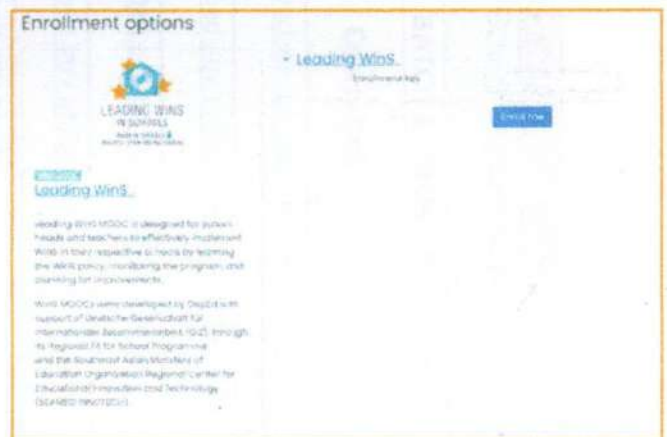 Enrollment options
LEADING WINS
IN SCHOOLS
Leading WinS..
Leading WinS MOOC is designed for school
heads and teachers to effectively implement
WinS in their respective schools by learning
the WinS policy, monitoring the program, and
planning for improvements.
WinS MOOCs were developed by DepEd with
support of Deutsche Gesellschaft für
Internationale Zusammenarbeit (GIZ) through
its Regional Fit for School Programme
and the Southeast Asian Ministers of
Education Organization Regional Center for
Educational Innovation and Technology
(SEAMEO INNOTECH).
Leading WinS..
Enrolment key
Enroll now